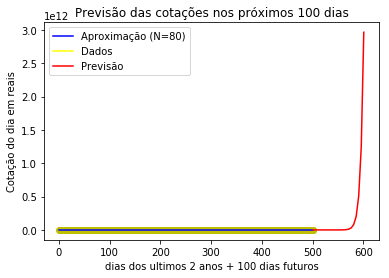 Previsão das cotações nos próximos 100 dias
1e12
Aproximação (N=80)
Dados
Previsão
Cotação do dia em reais
3.0
2.5
2.0
1.5
1.0
0.5
0.0
0 100 200 300 400 500 600
dias dos ultimos 2 anos + 100 dias futuros